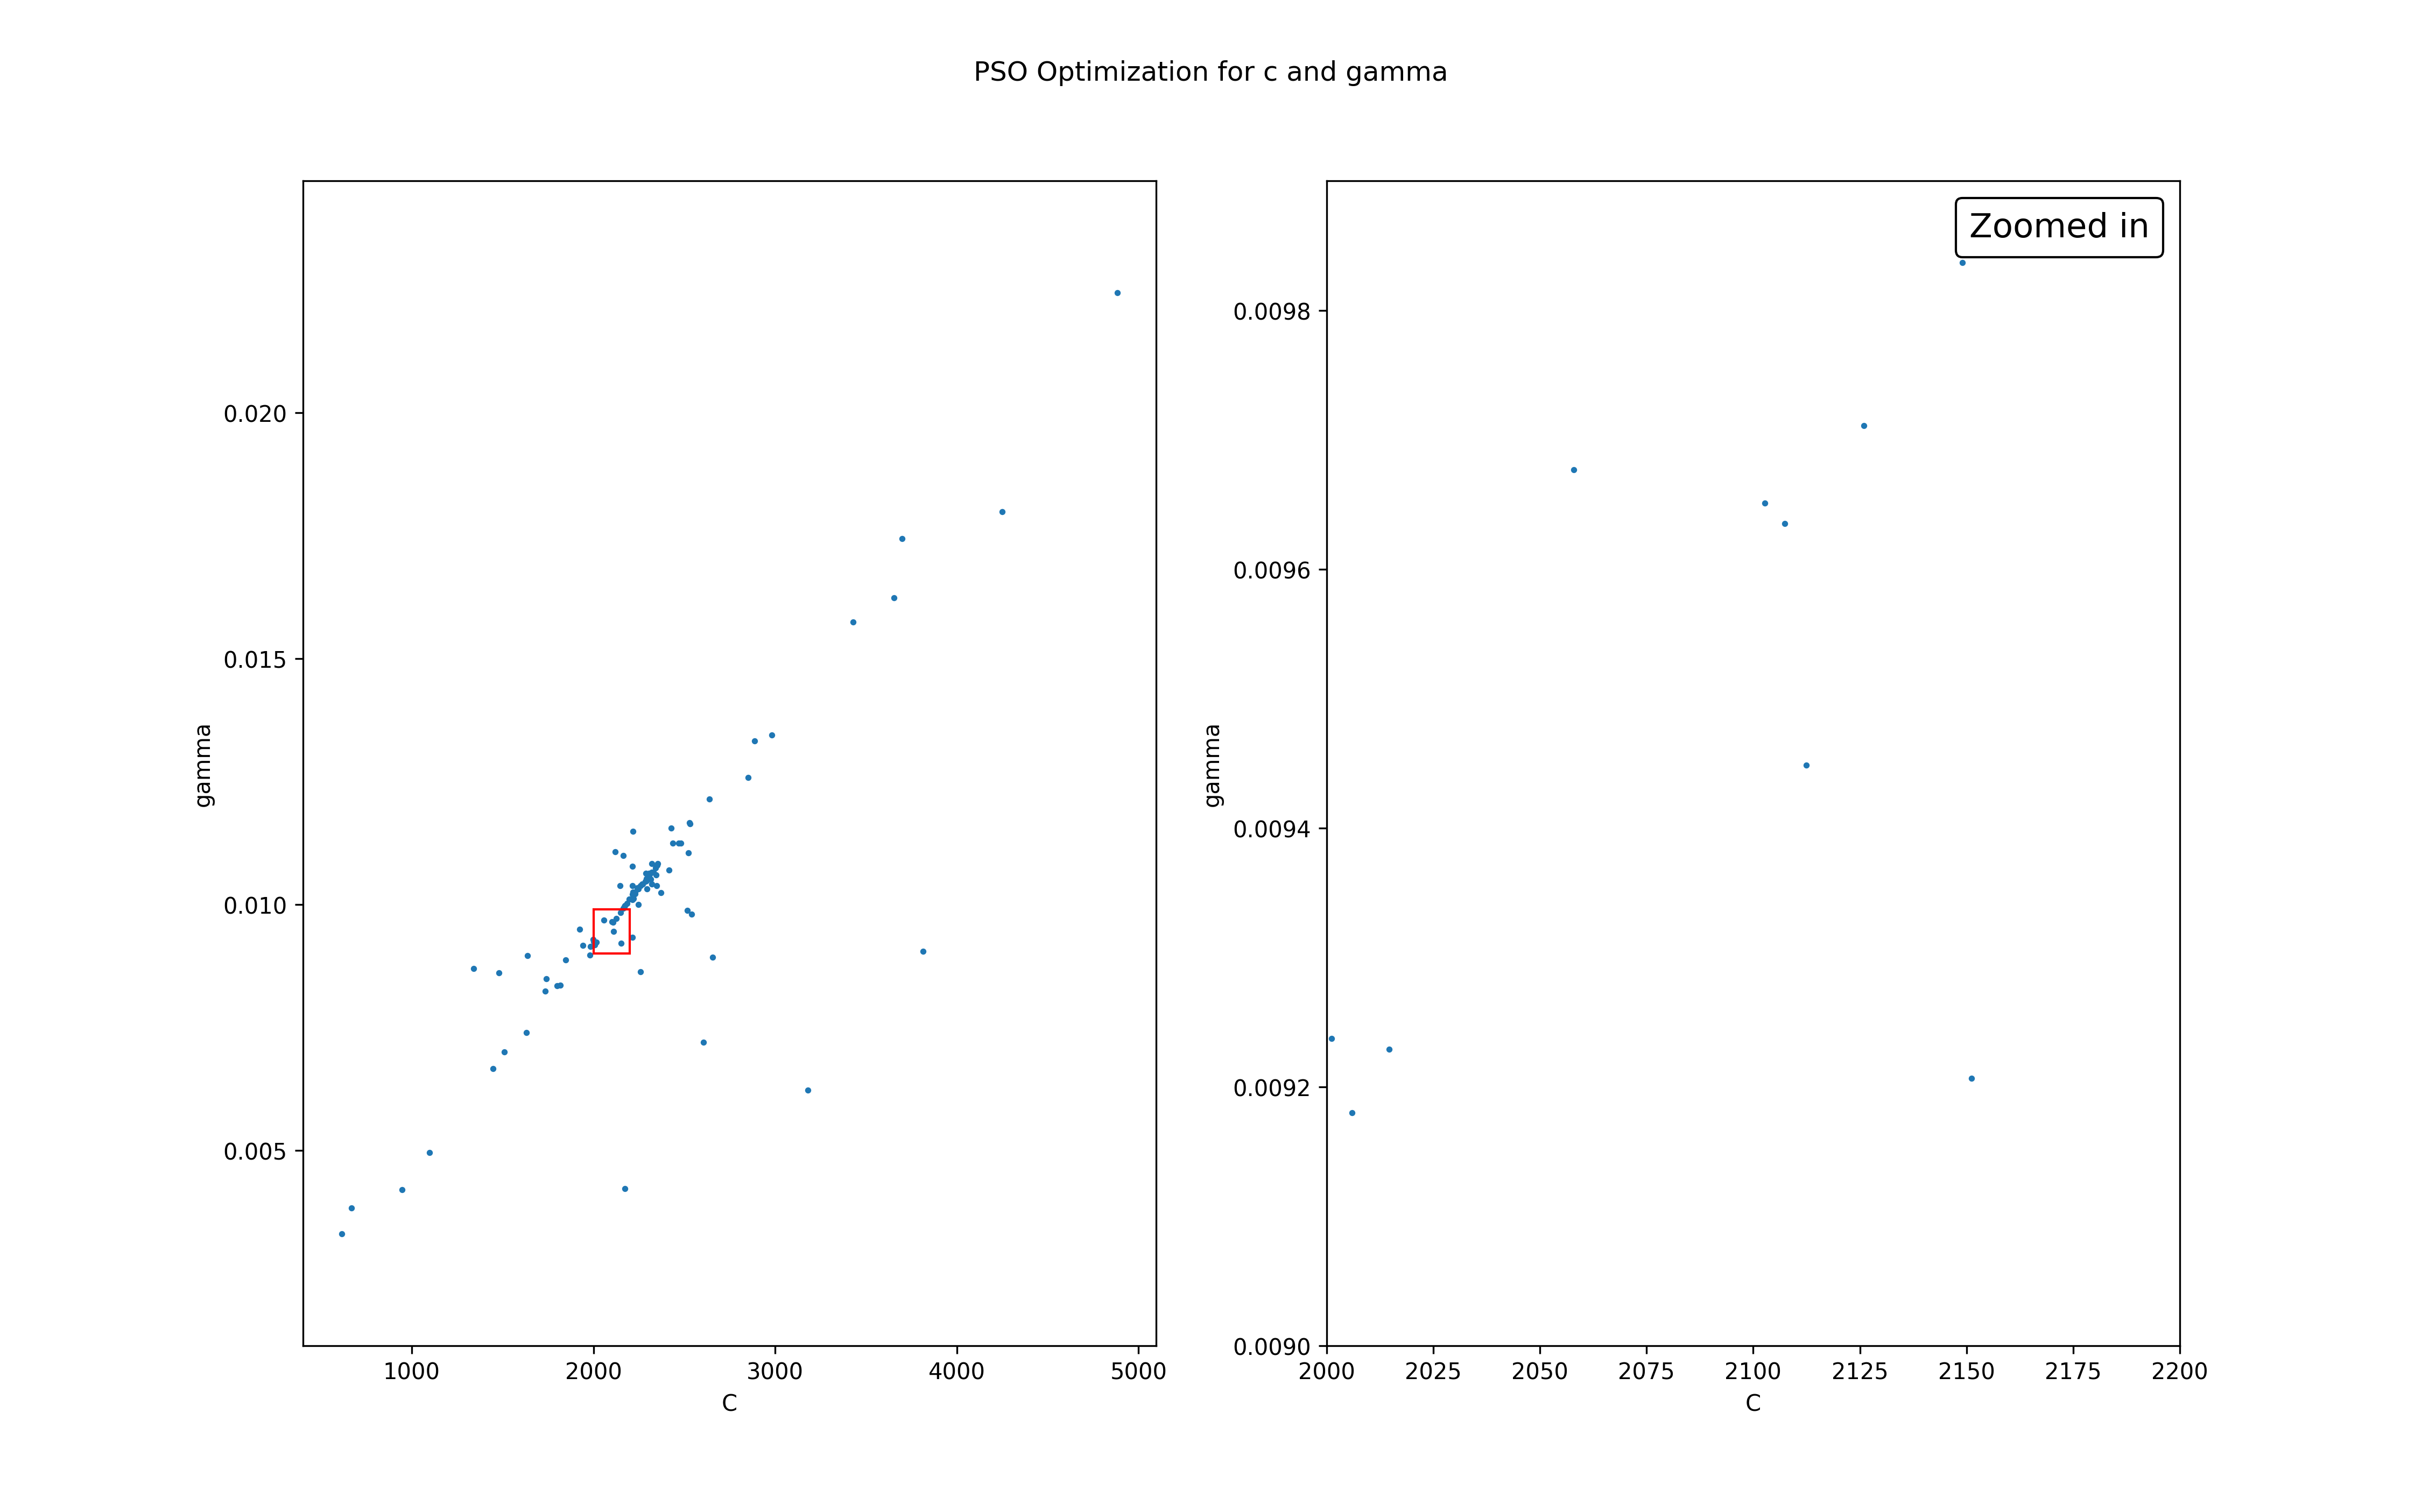 PSO Optimization for c and gamma
0.020
0.015
0.010
0.005
gamma
1000 2000 3000 4000 5000
C
Zoomed in
0.0098
0.0096
0.0094
0.0092
0.0090
gamma
2000 2025 2050 2075 2100 2125 2150 2175 2200
C